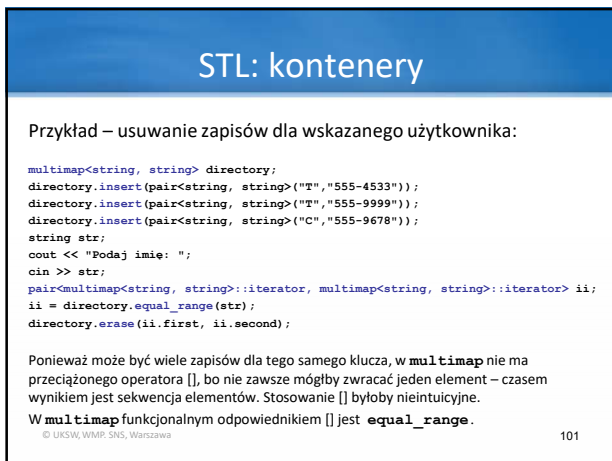 STL: kontenery
Przykład – usuwanie zapisów dla wskazanego użytkownika:
multimap<string, string> directory;
directory.insert(pair<string, string>("T","555-4533"));
directory.insert(pair<string, string>("T","555-9999"));
directory.insert(pair<string, string>("C","555-9678"));
string str;
cout << "Podaj imię: ";
cin >> str;
pair<multimap<string, string>::iterator, multimap<string, string>::iterator> ii;
ii = directory.equal_range(str);
directory.erase(ii.first, ii.second);
Ponieważ może być wiele zapisów dla tego samego klucza, w multimap nie ma
przeciążonego operatora [], bo nie zawsze mógłby zwracać jeden element – czasem
wynikiem jest sekwencja elementów. Stosowanie [] byłoby nieintuicyjne.
W multimap funkcjonalnym odpowiednikiem [] jest equal_range.
© UKSW, WMP. SNS, Warszawa
101